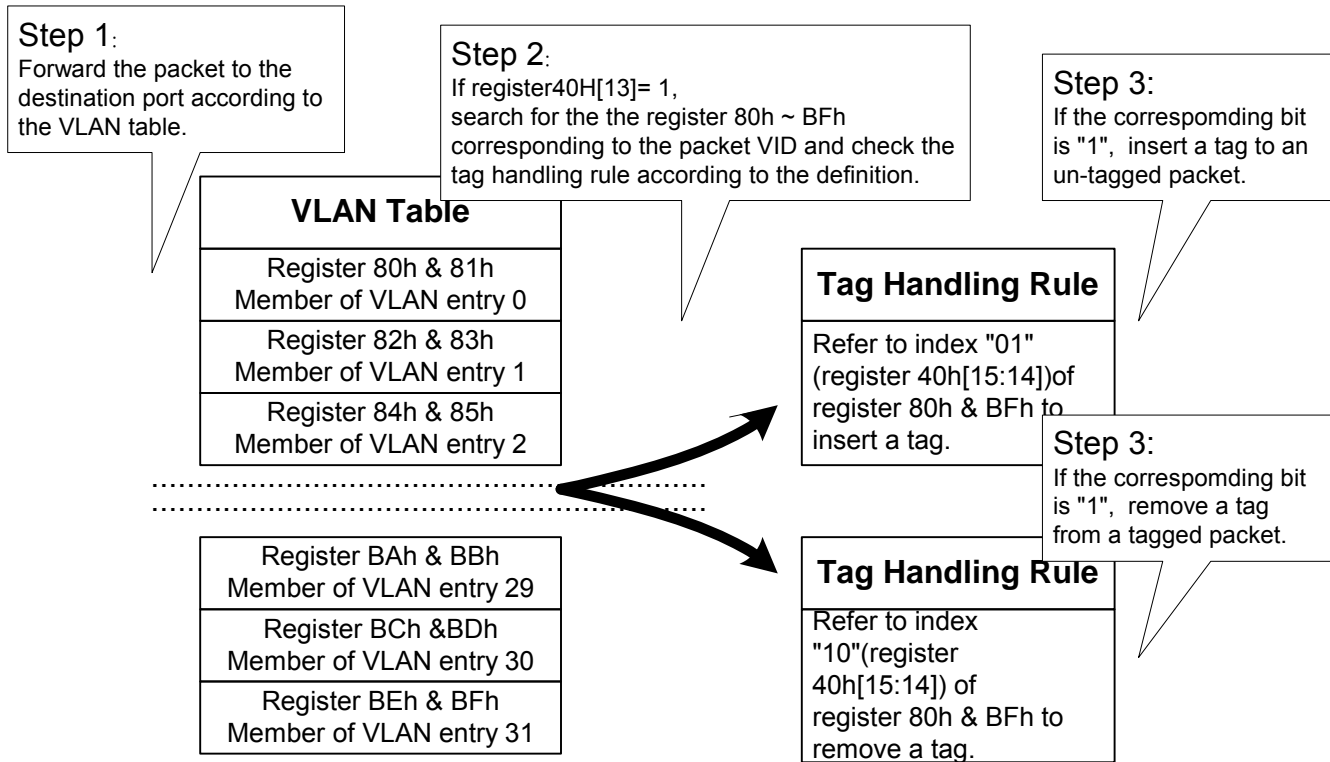 Step 1:
Forward the packet to the
destination port according to
the VLAN table.
Step 2:
If register40H[13]= 1,
search for the the register 80h ~ BFh
corresponding to the packet VID and check the
tag handling rule according to the definition.
Step 3:
If the correspomding bit
is "1", insert a tag to an
un-tagged packet.
VLAN Table
Register 80h & 81h
Member of VLAN entry 0
Register 82h & 83h
Member of VLAN entry 1
Register 84h & 85h
Member of VLAN entry 2
Register BAh & BBh
Member of VLAN entry 29
Register BCh &BDh
Member of VLAN entry 30
Register BEh & BFh
Member of VLAN entry 31
Tag Handling Rule
Refer to index "01"
(register 40h[15:14])of
register 80h & BFh to
insert a tag.
Step 3:
If the correspomding bit
is "1", remove a tag
from a tagged packet.
Tag Handling Rule
Refer to index
"10"(register
40h[15:14]) of
register 80h & BFh to
remove a tag.